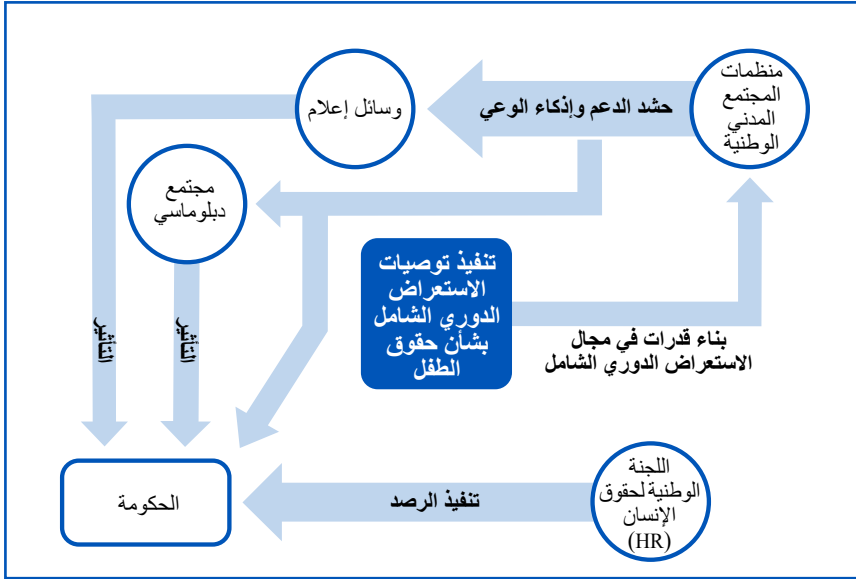 منظمات
المجتمع
المدني
الوطنية
حشد الدعم وإذكاء الوعي
وسائل إعلام
مجتمع
دبلوماسي
تنفيذ توصيات
الاستعراض
الدوري الشامل
بشأن حقوق
الطفل
بناء قدرات في مجال
الاستعراض الدوري الشامل
التأثير
التأثير
اللجنة
الوطنية لحقوق
الإنسان
(HR)
تنفيذ الرصد
الحكومة